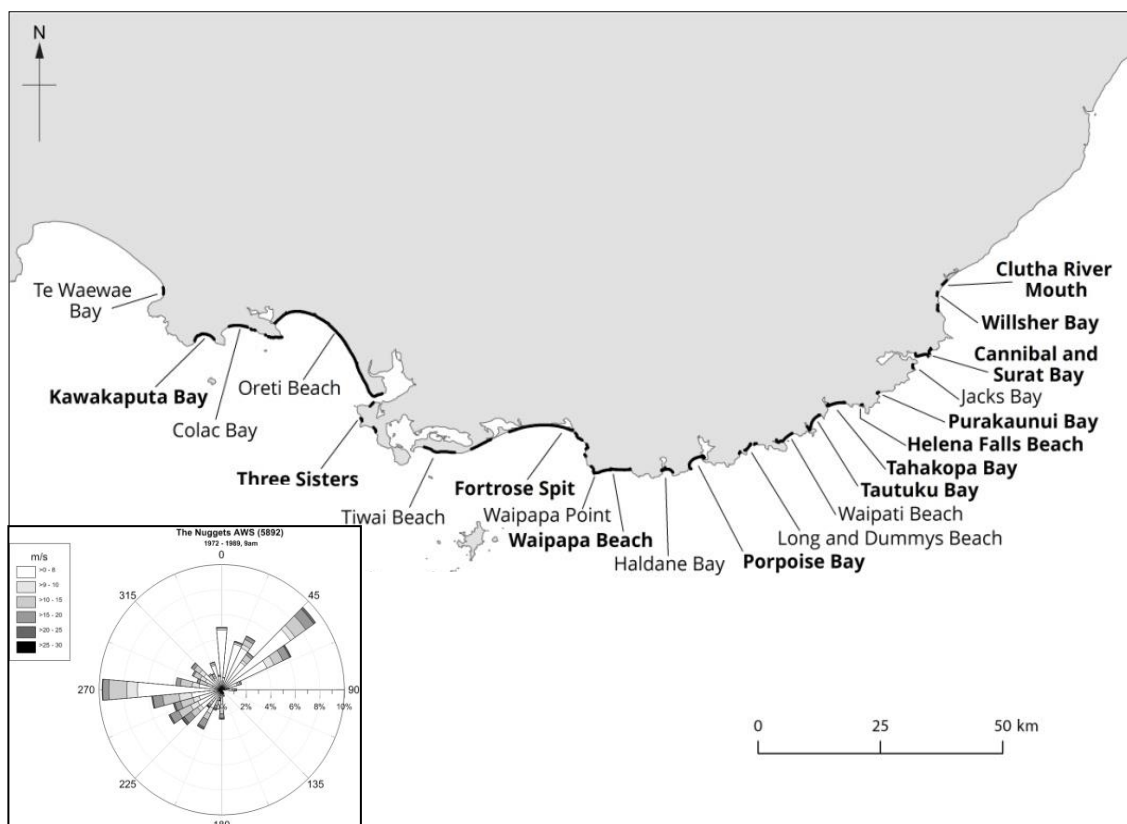 N
Te Waewae
Bay
Kawakaputa Bay
Colac Bay
Oreti Beach
Three Sisters
Tiwai Beach
Fortrose Spit
Waipapa Point
Waipapa Beach
Haldane Bay
Porpoise Bay
Long and Dummys Beach
Waipati Beach
Tautuku Bay
Tahakopa Bay
Helena Falls Beach
Purakaunui Bay
Jacks Bay
Cannibal and
Surat Bay
Willsher Bay
Clutha River
Mouth
The Nuggets AWS (5892)
1972 - 1989, 9am
m/s
>0 - 8
>9 - 10
>10 - 15
>15 - 20
>20 - 25
>25 - 30
0
45
90
135
180
225
270
315
2% 4% 6% 8% 10%
0 25 50 km